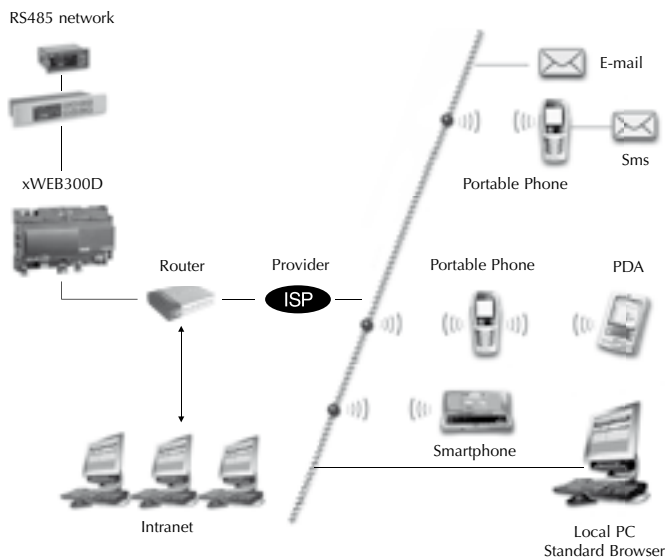 RS485 network
E-mail
Sms
xWEB300D
Portable Phone
Router
Provider
Portable Phone
PDA
ISP
Smartphone
Intranet
Local PC
Standard Browser